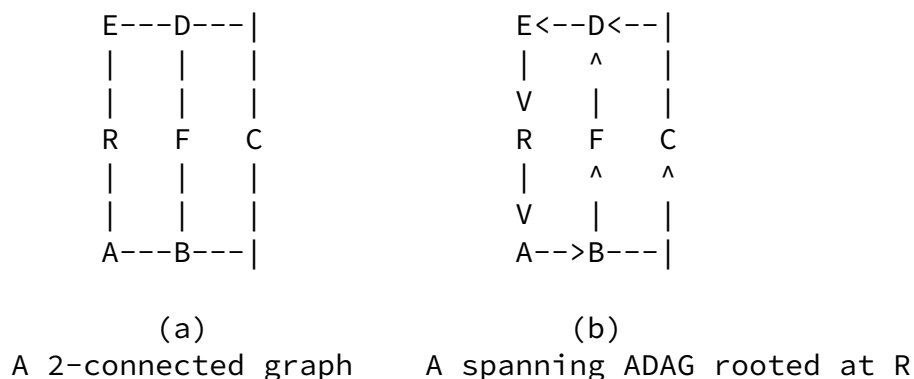 E---D---|           E<--D<--|
|   |   |           |   ^   |
|   |   |           V   |   |
R   F   C           R   F   C
|   |   |           |   ^   ^
|   |   |           V   |   |
A---B---|           A-->B---|
(a)                    (b)
A 2-connected graph    A spanning ADAG rooted at R